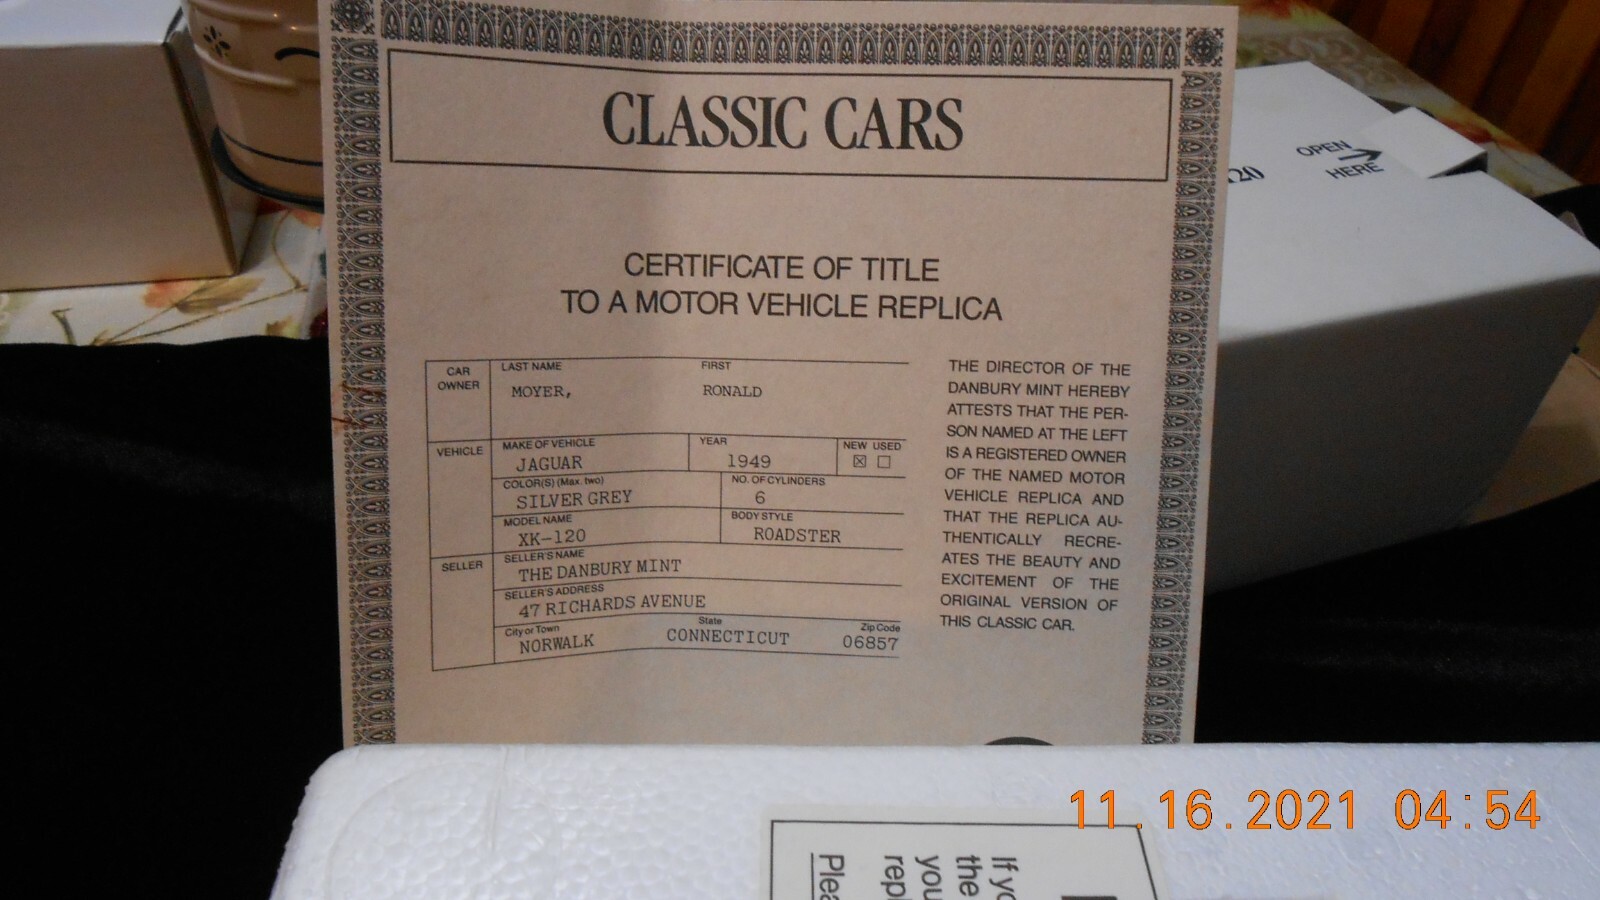 CLASSIC CARS
CERTIFICATE OF TITLE
TO A MOTOR VEHICLE REPLICA
CAR OWNER
LAST NAME FIRST
MOYER, RONALD
VEHICLE
MAKE OF VEHICLE YEAR NEW USED
JAGUAR 1949 ☒ ☐
COLOR(S) (Max. two) NO. OF CYLINDERS
SILVER GREY 6
MODEL NAME BODY STYLE
XK-120 ROADSTER
SELLER
SELLER'S NAME
THE DANBURY MINT
SELLER'S ADDRESS
47 RICHARDS AVENUE
City or Town State Zip Code
NORWALK CONNECTICUT 06857
THE DIRECTOR OF THE
DANBURY MINT HEREBY
ATTESTS THAT THE PER-
SON NAMED AT THE LEFT
IS A REGISTERED OWNER
OF THE NAMED MOTOR
VEHICLE REPLICA AND
THAT THE REPLICA AU-
THENTICALLY RECRE-
ATES THE BEAUTY AND
EXCITEMENT OF THE
ORIGINAL VERSION OF
THIS CLASSIC CAR.
OPEN
HERE
20
If
the
you
11.16.2021 04:54